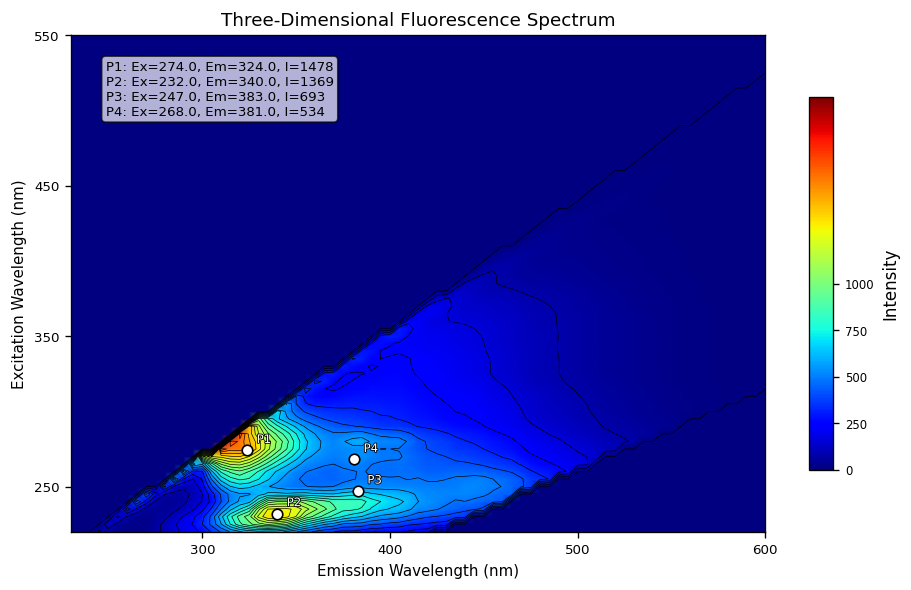 Three-Dimensional Fluorescence Spectrum
550
450
350
250
Excitation Wavelength (nm)
P1: Ex=274.0, Em=324.0, I=1478
P2: Ex=232.0, Em=340.0, I=1369
P3: Ex=247.0, Em=383.0, I=693
P4: Ex=268.0, Em=381.0, I=534
P1
P4
P3
P2
300
400
500
600
Emission Wavelength (nm)
1000
750
500
250
0
Intensity